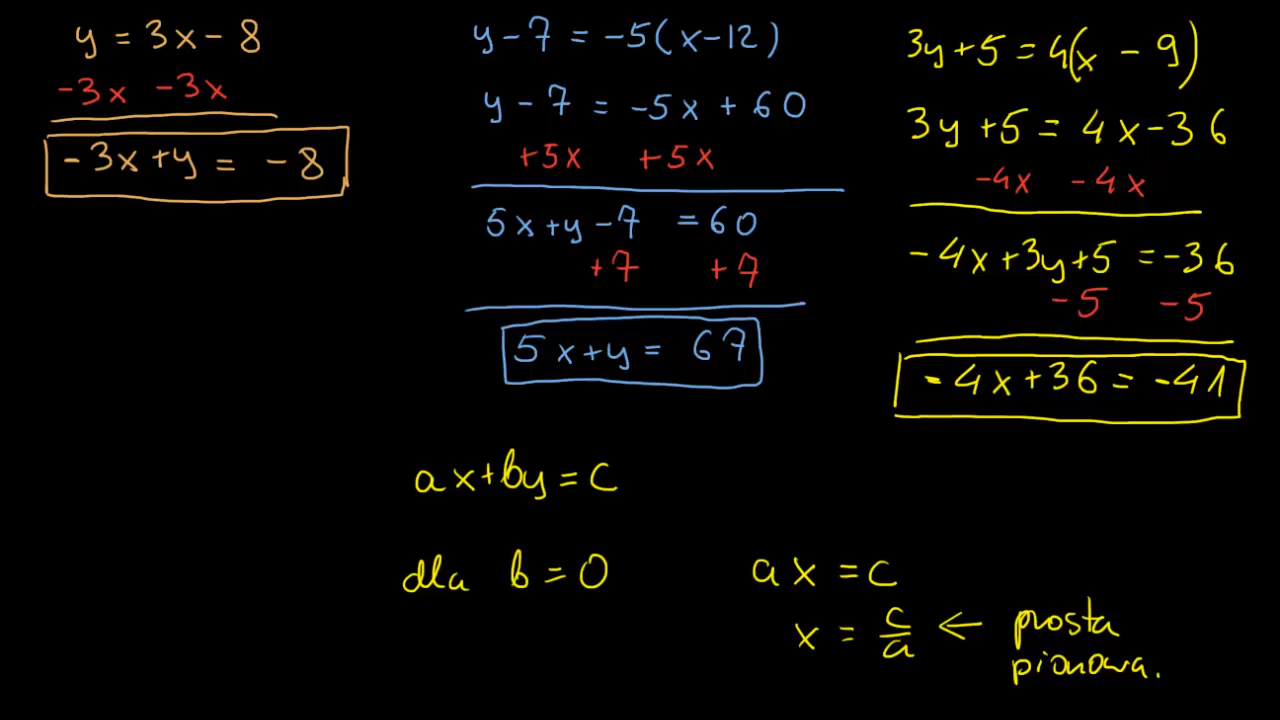 y = 3x - 8
-3x -3x
-3x + y = -8
y - 7 = -5(x - 12)
y - 7 = -5x + 60
+5x +5x
5x + y - 7 = 60
+7 +7
5x + y = 67
3y + 5 = 4(x - 9)
3y + 5 = 4x - 36
-4x -4x
-4x + 3y + 5 = -36
-5 -5
-4x + 36 = -41
ax + by = c
dla b = 0
ax = c
x = c/a ← prosta
pionowa.